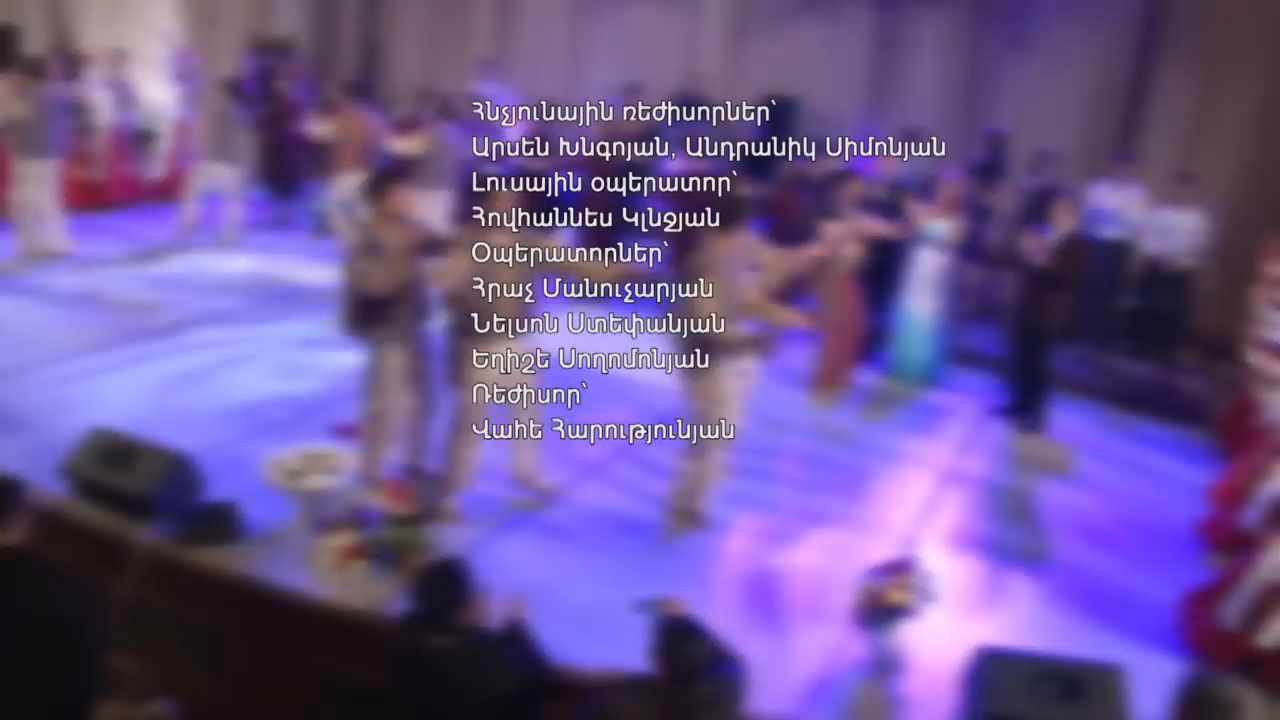 Հնչյունային ռեժիսորներ՝
Արսեն Խնգոյան, Անդրանիկ Սիմոնյան
Լուսային օպերատոր՝
Հովհաննես Կլնջյան
Օպերատորներ՝
Հրաչ Մանուչարյան
Նելսոն Ստեփանյան
Եղիշե Սողոմոնյան
Ռեժիսոր՝
Վահե Հարությունյան